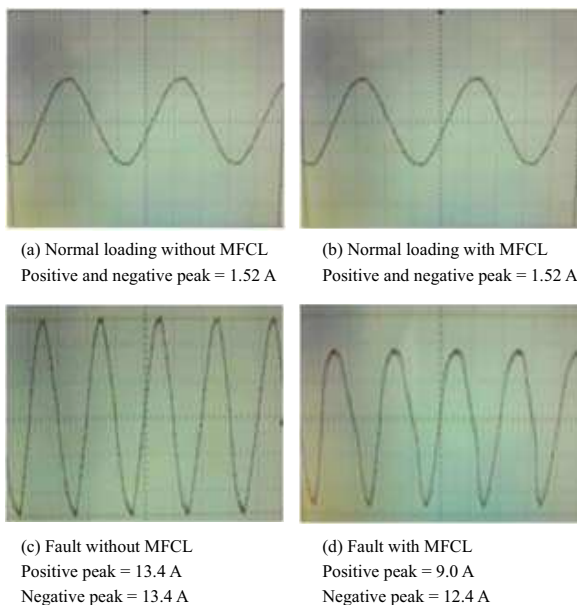 (a) Normal loading without MFCL
Positive and negative peak = 1.52 A
(b) Normal loading with MFCL
Positive and negative peak = 1.52 A
(c) Fault without MFCL
Positive peak = 13.4 A
Negative peak = 13.4 A
(d) Fault with MFCL
Positive peak = 9.0 A
Negative peak = 12.4 A